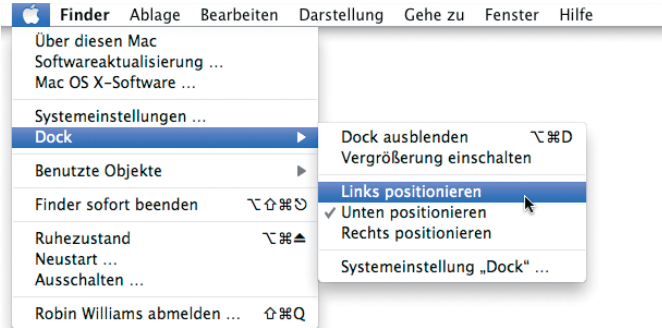 Finder Ablage Bearbeiten Darstellung Gehe zu Fenster Hilfe
Über diesen Mac
Softwareaktualisierung ...
Mac OS X-Software ...
Systemeinstellungen ...
Dock ▶
Benutzte Objekte ▶
Finder sofort beenden ⌥⇧⌘⎋
Ruhezustand ⌥⌘⏏
Neustart ...
Ausschalten ...
Robin Williams abmelden ... ⇧⌘Q
Dock ausblenden ⌥⌘D
Vergrößerung einschalten
Links positionieren
✓ Unten positionieren
Rechts positionieren
Systemeinstellung „Dock“ ...